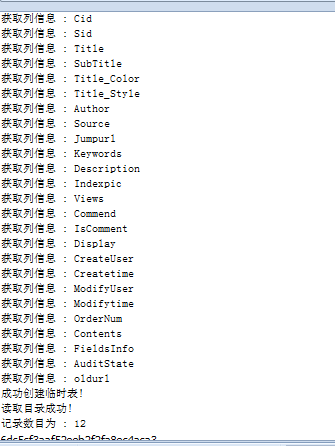 获取列信息 : Cid
获取列信息 : Sid
获取列信息 : Title
获取列信息 : SubTitle
获取列信息 : Title_Color
获取列信息 : Title_Style
获取列信息 : Author
获取列信息 : Source
获取列信息 : Jumpurl
获取列信息 : Keywords
获取列信息 : Description
获取列信息 : Indexpic
获取列信息 : Views
获取列信息 : Commend
获取列信息 : IsComment
获取列信息 : Display
获取列信息 : CreateUser
获取列信息 : Createtime
获取列信息 : ModifyUser
获取列信息 : Modifytime
获取列信息 : OrderNum
获取列信息 : Contents
获取列信息 : FieldsInfo
获取列信息 : AuditState
获取列信息 : oldurl
成功创建临时表!
读取目录成功!
记录数目为 : 12